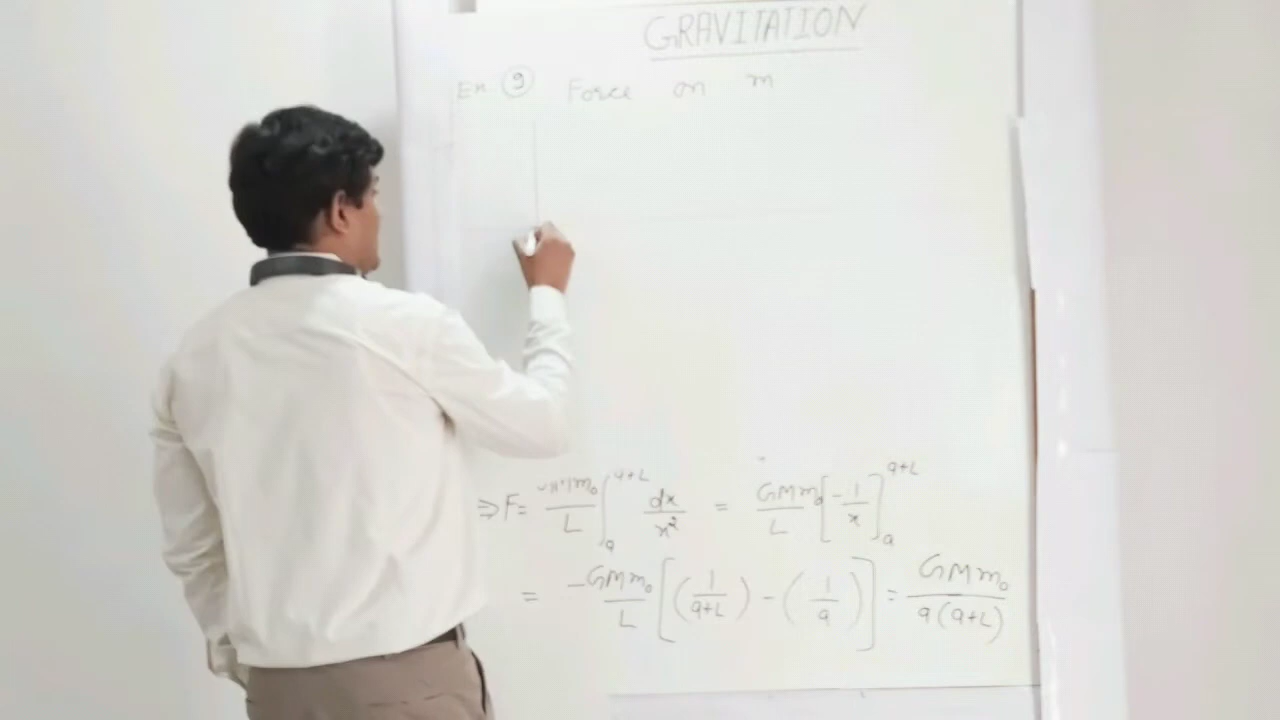 GRAVITATION
Ex. 9 Force on m
⇒ F = GMm₀/L ∫ₐ^(a+L) dx/x² = GMm₀/L [-1/x]ₐ^(a+L)
= -GMm₀/L [(1/(a+L)) - (1/a)] = GMm₀/(a(a+L))